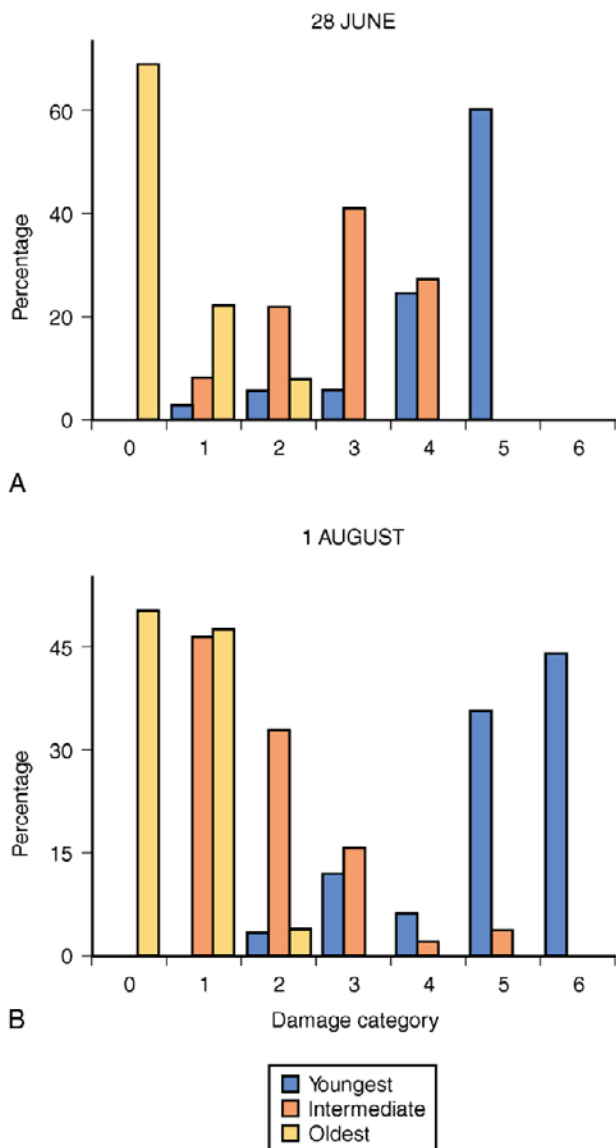 28 JUNE
Percentage
60
40
20
0
0 1 2 3 4 5 6
A
1 AUGUST
Percentage
45
30
15
0
0 1 2 3 4 5 6
B
Damage category
Youngest
Intermediate
Oldest